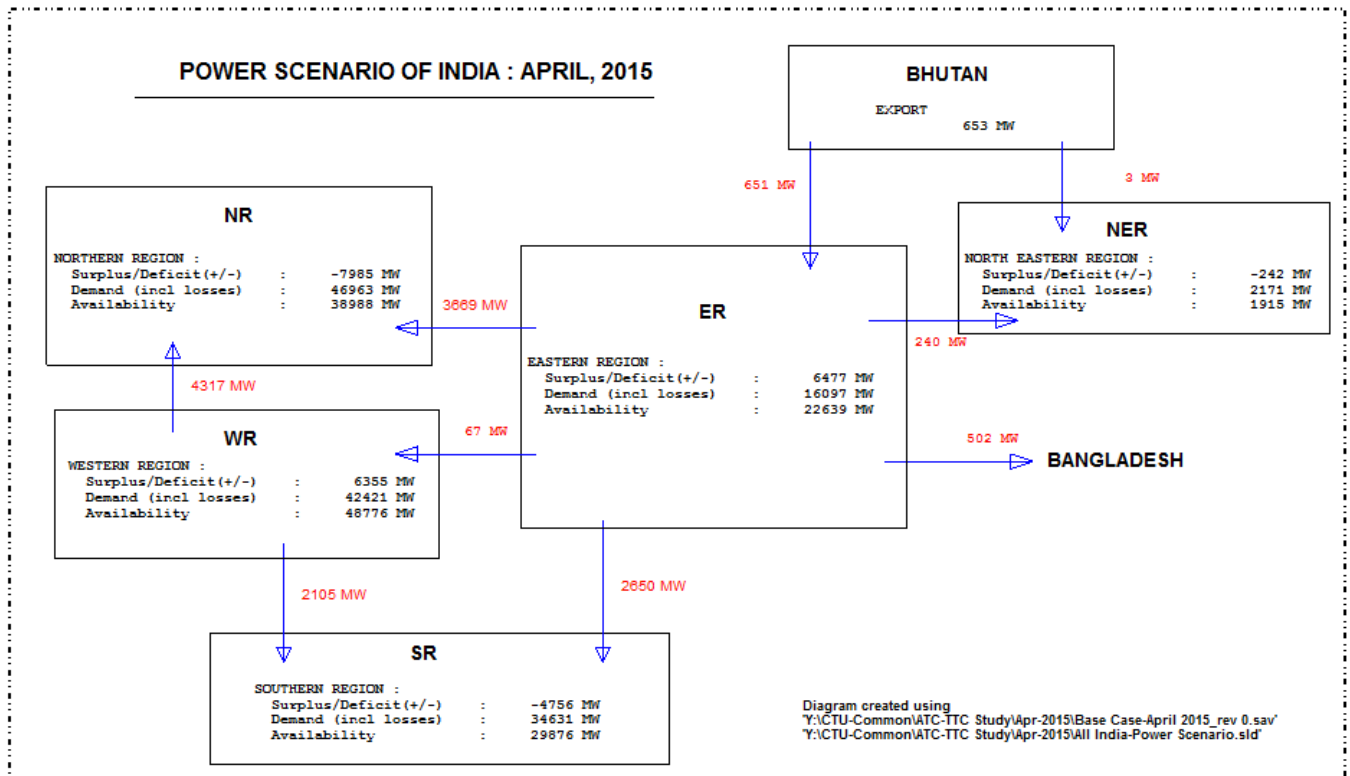 POWER SCENARIO OF INDIA : APRIL, 2015
BHUTAN
EXPORT
653 MW
651 MW
3 MW
NR
NORTHERN REGION :
Surplus/Deficit(+/-) : -7985 MW
Demand (incl losses) : 46963 MW
Availability : 38988 MW
NER
NORTH EASTERN REGION :
Surplus/Deficit(+/-) : -242 MW
Demand (incl losses) : 2171 MW
Availability : 1915 MW
3669 MW
240 MW
ER
EASTERN REGION :
Surplus/Deficit(+/-) : 6477 MW
Demand (incl losses) : 16097 MW
Availability : 22639 MW
4317 MW
67 MW
502 MW
BANGLADESH
WR
WESTERN REGION :
Surplus/Deficit(+/-) : 6355 MW
Demand (incl losses) : 42421 MW
Availability : 48776 MW
2105 MW
2650 MW
SR
SOUTHERN REGION :
Surplus/Deficit(+/-) : -4756 MW
Demand (incl losses) : 34631 MW
Availability : 29876 MW
Diagram created using
'Y:\CTU-Common\ATC-TTC Study\Apr-2015\Base Case-April 2015_rev 0.sav'
'Y:\CTU-Common\ATC-TTC Study\Apr-2015\All India-Power Scenario.sld'